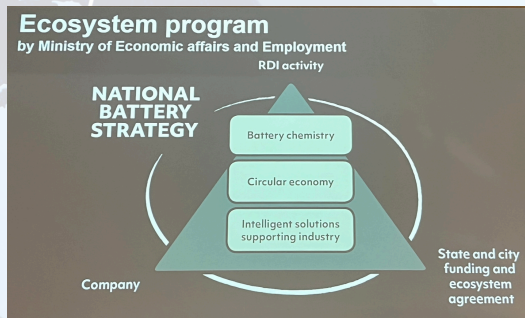 Ecosystem program
by Ministry of Economic affairs and Employment
RDI activity
NATIONAL
BATTERY
STRATEGY
Battery chemistry
Circular economy
Intelligent solutions
supporting industry
Company
State and city
funding and
ecosystem
agreement